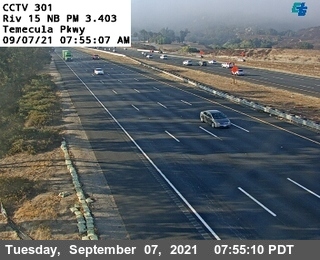 CCTV 301
Riv 15 NB PM 3.403
Temecula Pkwy
09/07/21 07:55:07 AM
Tuesday, September 07, 2021 07:55:10 PDT